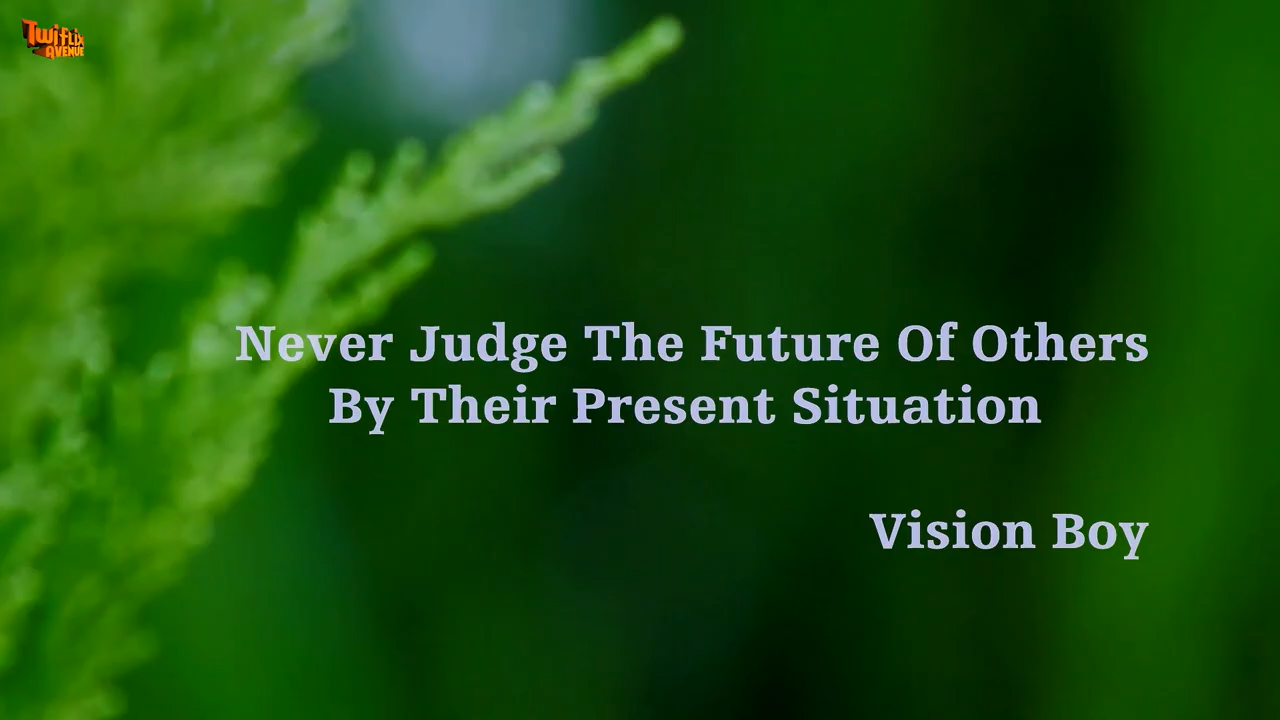 Twiflix
AVENUE
Never Judge The Future Of Others
By Their Present Situation
Vision Boy